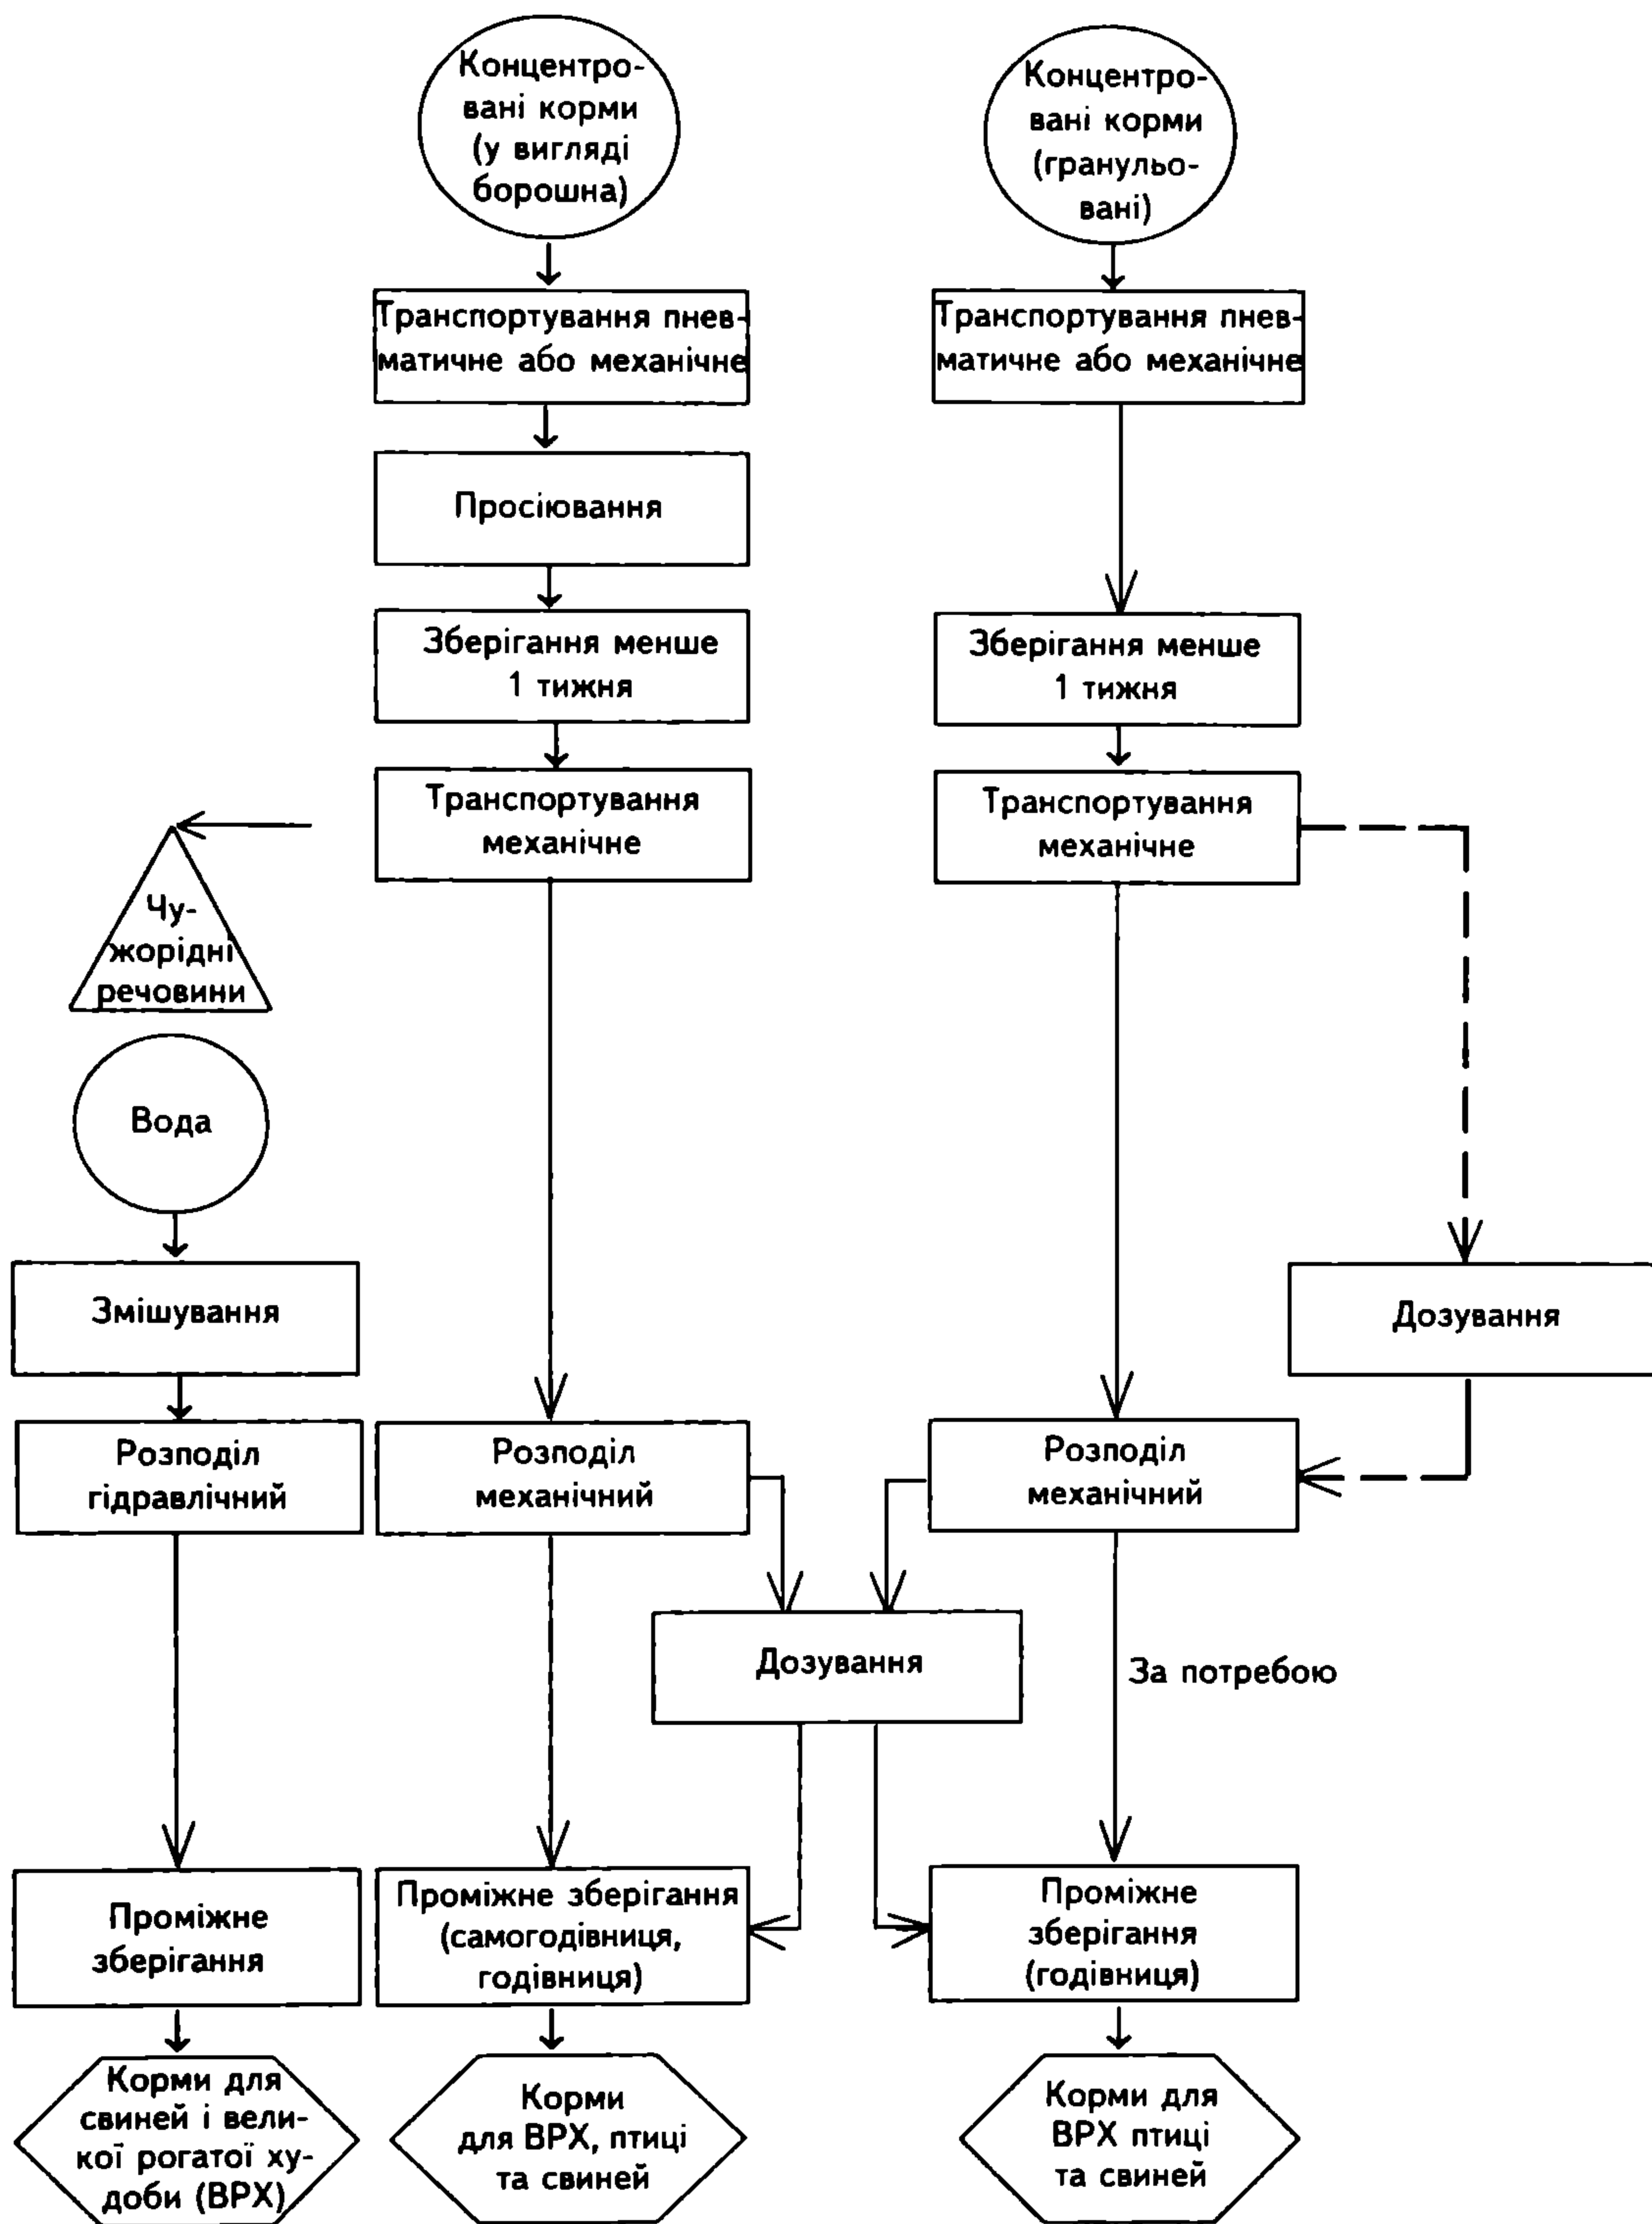 Концентро-
вані корми
(у вигляді
борошна)
Концентро-
вані корми
(гранульо-
вані)
Транспортування пнев-
матичне або механічне
Транспортування пнев-
матичне або механічне
Просіювання
Зберігання менше
1 тижня
Зберігання менше
1 тижня
Транспортування
механічне
Транспортування
механічне
Чу-
жорідні
речовини
Вода
Змішування
Дозування
Розподіл
гідравлічний
Розподіл
механічний
Розподіл
механічний
Дозування
За потребою
Проміжне
зберігання
Проміжне зберігання
(самогодівниця,
годівниця)
Проміжне
зберігання
(годівниця)
Корми для
свиней і вели-
кої рогатої ху-
доби (ВРХ)
Корми
для ВРХ, птиці
та свиней
Корми для
ВРХ птиці
та свиней